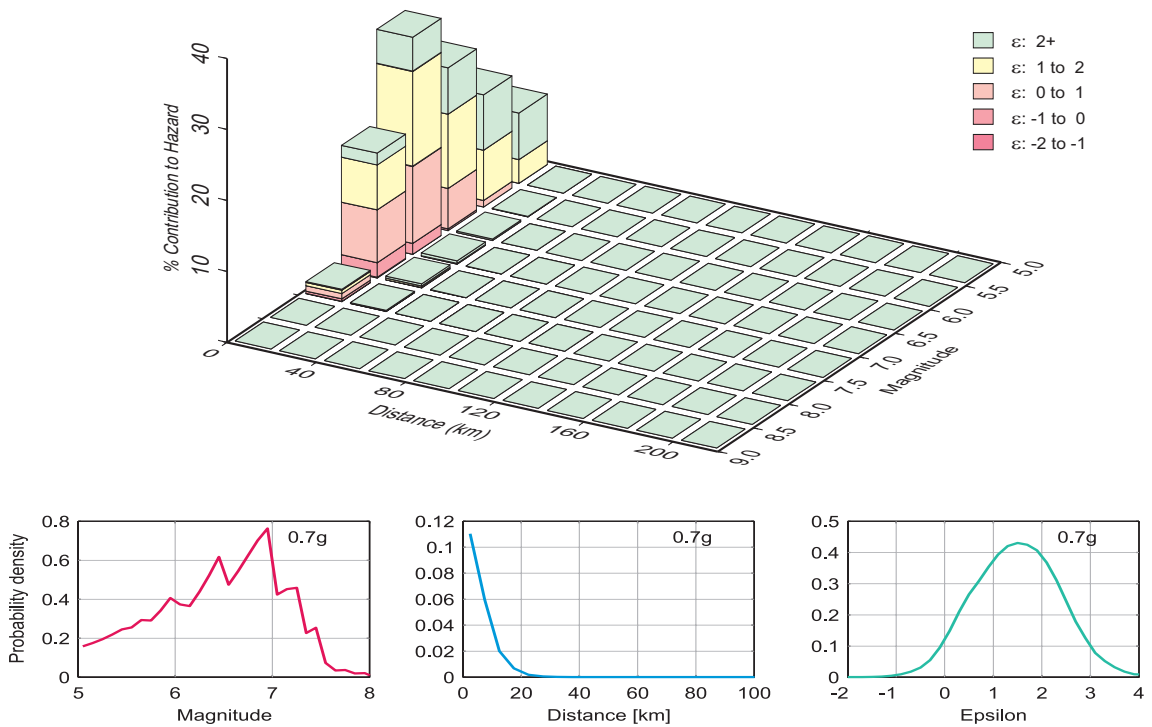 40
30
20
10
0
% Contribution to Hazard
ε: 2+
ε: 1 to 2
ε: 0 to 1
ε: -1 to 0
ε: -2 to -1
40
80
120
160
200
Distance (km)
5.0
5.5
6.0
6.5
7.0
7.5
8.0
8.5
9.0
Magnitude
Probability density
0.8
0.6
0.4
0.2
0
0.7g
5 6 7 8
Magnitude
0.12
0.1
0.08
0.06
0.04
0.02
0
0.7g
0 20 40 60 80 100
Distance [km]
0.5
0.4
0.3
0.2
0.1
0
0.7g
-2 -1 0 1 2 3 4
Epsilon